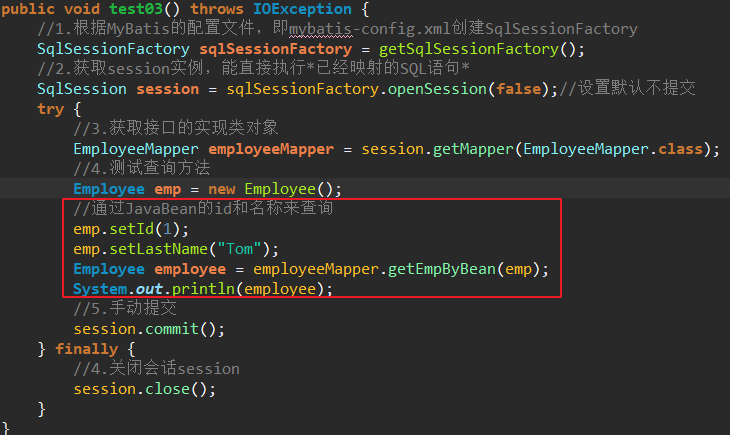 public void test03() throws IOException {
//1.根据MyBatis的配置文件，即mybatis-config.xml创建SqlSessionFactory
SqlSessionFactory sqlSessionFactory = getSqlSessionFactory();
//2.获取session实例，能直接执行*已经映射的SQL语句*
SqlSession session = sqlSessionFactory.openSession(false);//设置默认不提交
try {
//3.获取接口的实现类对象
EmployeeMapper employeeMapper = session.getMapper(EmployeeMapper.class);
//4.测试查询方法
Employee emp = new Employee();
//通过JavaBean的id和名称来查询
emp.setId(1);
emp.setLastName("Tom");
Employee employee = employeeMapper.getEmpByBean(emp);
System.out.println(employee);
//5.手动提交
session.commit();
} finally {
//4.关闭会话session
session.close();
}
}